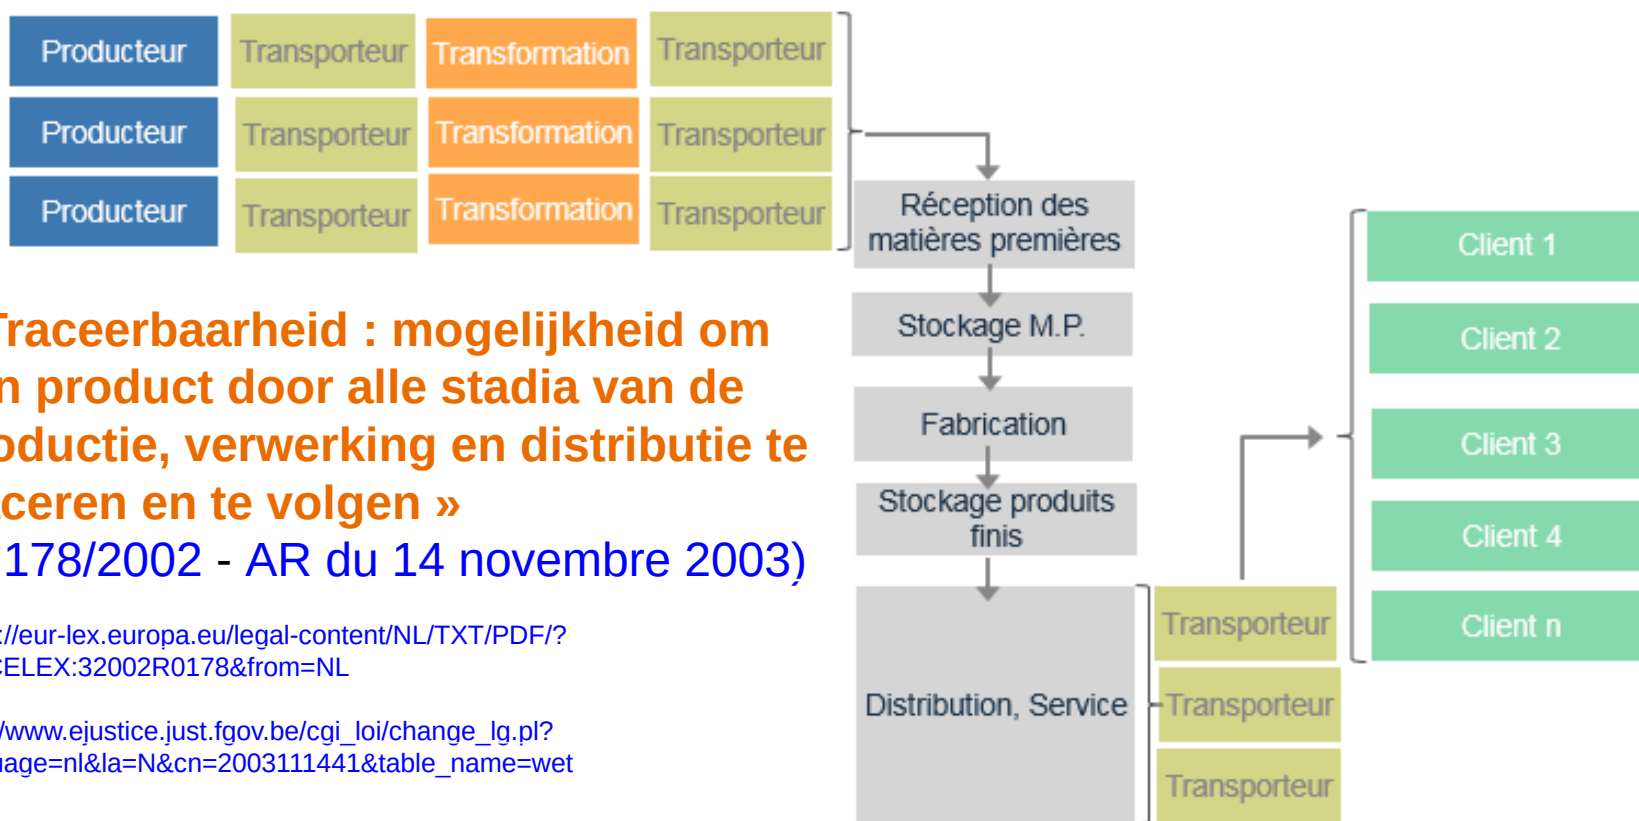 Producteur Transporteur Transformation Transporteur
Producteur Transporteur Transformation Transporteur
Producteur Transporteur Transformation Transporteur
Réception des
matières premières
Stockage M.P.
Fabrication
Stockage produits
finis
Distribution, Service
Transporteur
Transporteur
Transporteur
Client 1
Client 2
Client 3
Client 4
Client n
Traceerbaarheid : mogelijkheid om
n product door alle stadia van de
oductie, verwerking en distributie te
ceren en te volgen »
178/2002 - AR du 14 novembre 2003)
://eur-lex.europa.eu/legal-content/NL/TXT/PDF/?
CELEX:32002R0178&from=NL
/www.ejustice.just.fgov.be/cgi_loi/change_lg.pl?
uage=nl&la=N&cn=2003111441&table_name=wet